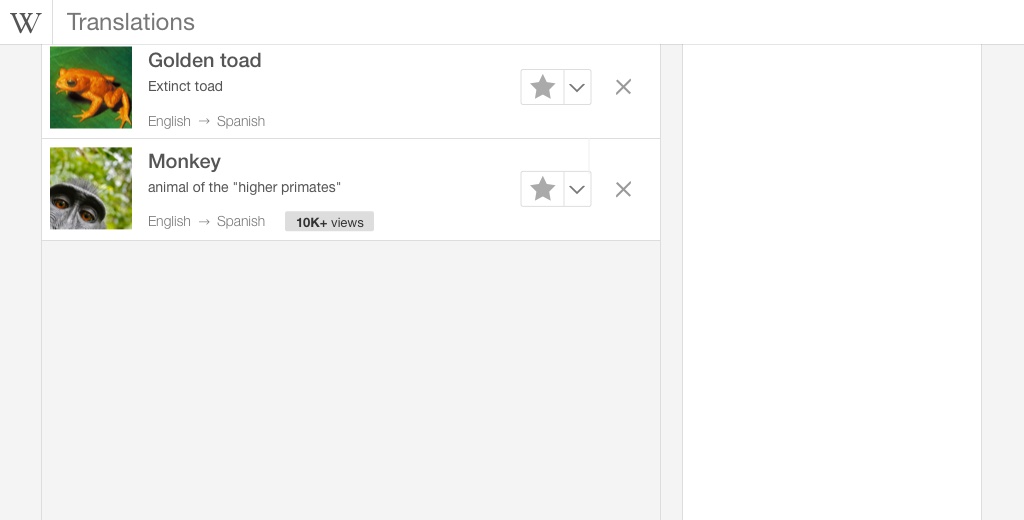 W Translations
Golden toad
Extinct toad
English → Spanish
Monkey
animal of the "higher primates"
English → Spanish 10K+ views